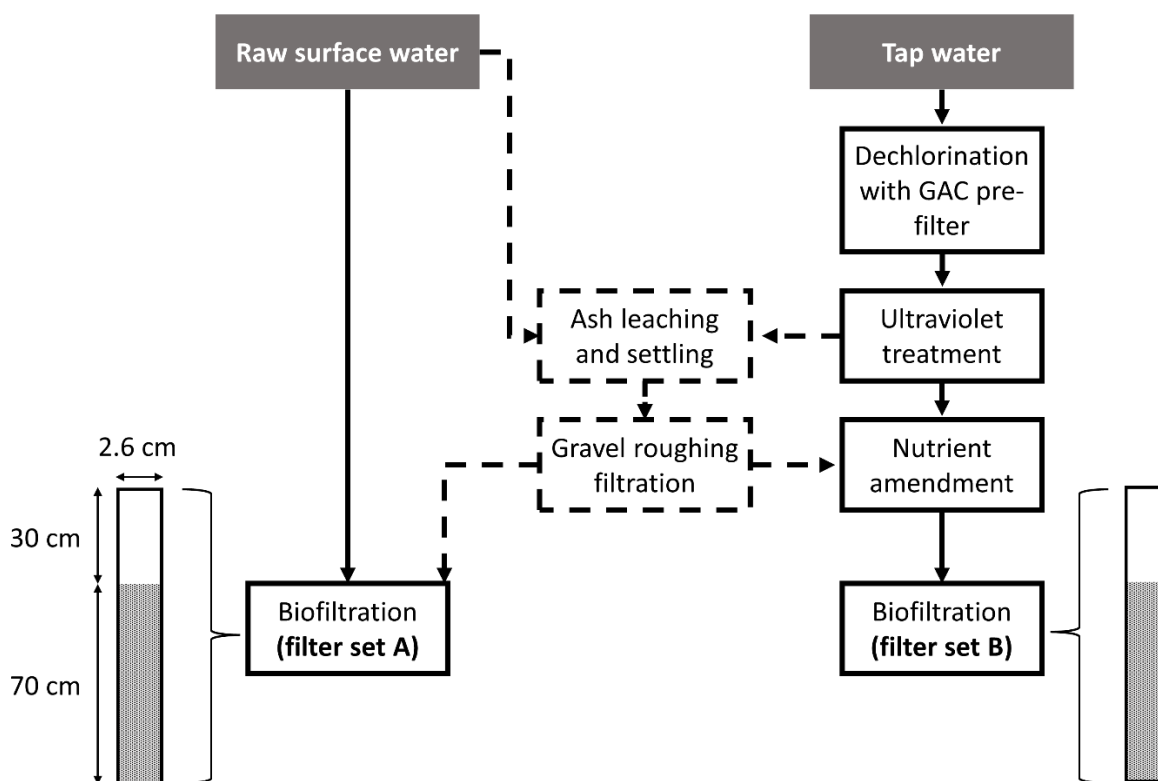 Raw surface water
Tap water
Dechlorination
with GAC pre-
filter
Ash leaching
and settling
Ultraviolet
treatment
Gravel roughing
filtration
Nutrient
amendment
2.6 cm
30 cm
70 cm
Biofiltration
(filter set A)
Biofiltration
(filter set B)